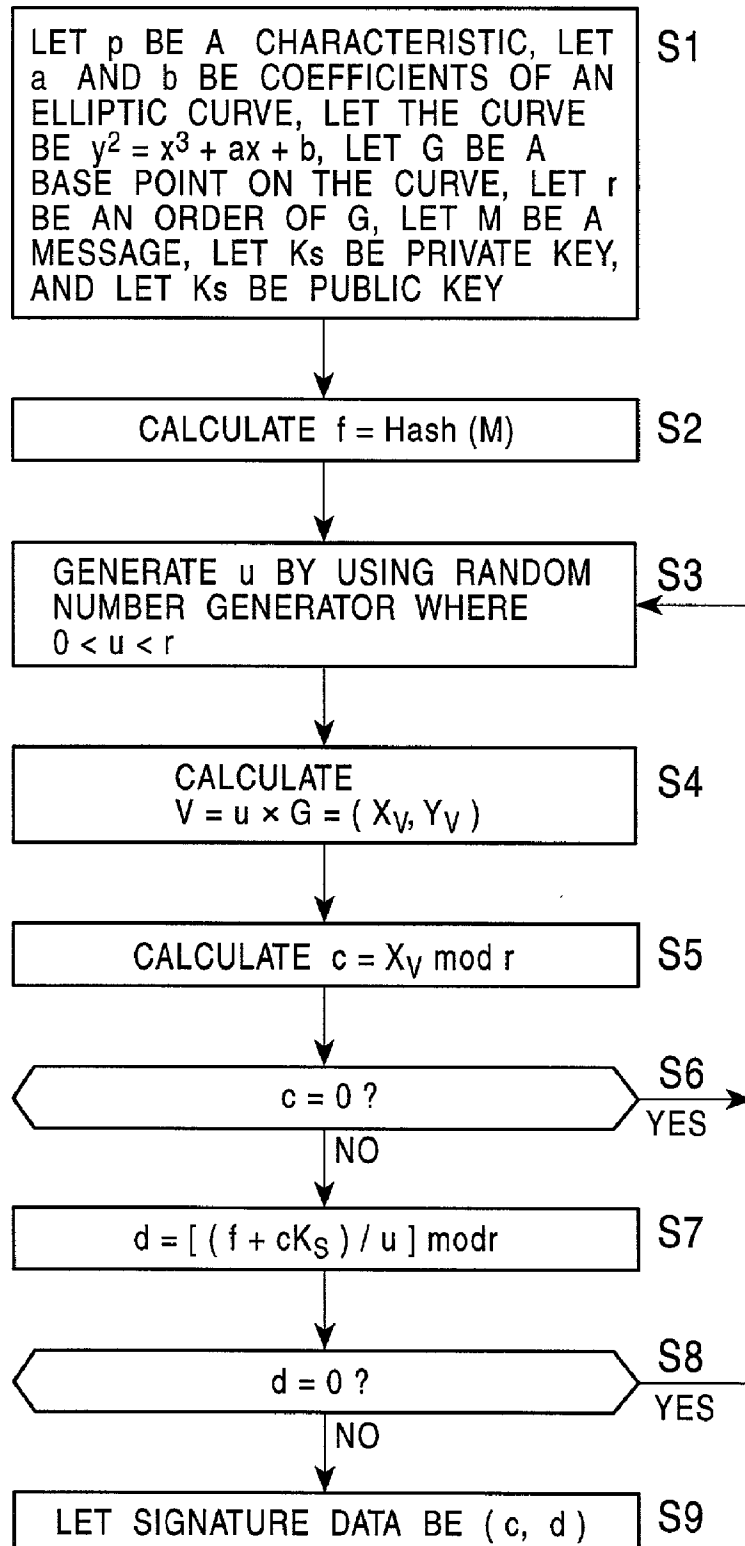 LET p BE A CHARACTERISTIC, LET
a AND b BE COEFFICIENTS OF AN
ELLIPTIC CURVE, LET THE CURVE
BE y² = x³ + ax + b, LET G BE A
BASE POINT ON THE CURVE, LET r
BE AN ORDER OF G, LET M BE A
MESSAGE, LET Ks BE PRIVATE KEY,
AND LET Ks BE PUBLIC KEY
S1
CALCULATE f = Hash (M)
S2
GENERATE u BY USING RANDOM
NUMBER GENERATOR WHERE
0 < u < r
S3
CALCULATE
V = u × G = ( X_V, Y_V )
S4
CALCULATE c = X_V mod r
S5
c = 0 ?
S6
YES
NO
d = [ ( f + cK_S ) / u ] modr
S7
d = 0 ?
S8
YES
NO
LET SIGNATURE DATA BE ( c, d )
S9